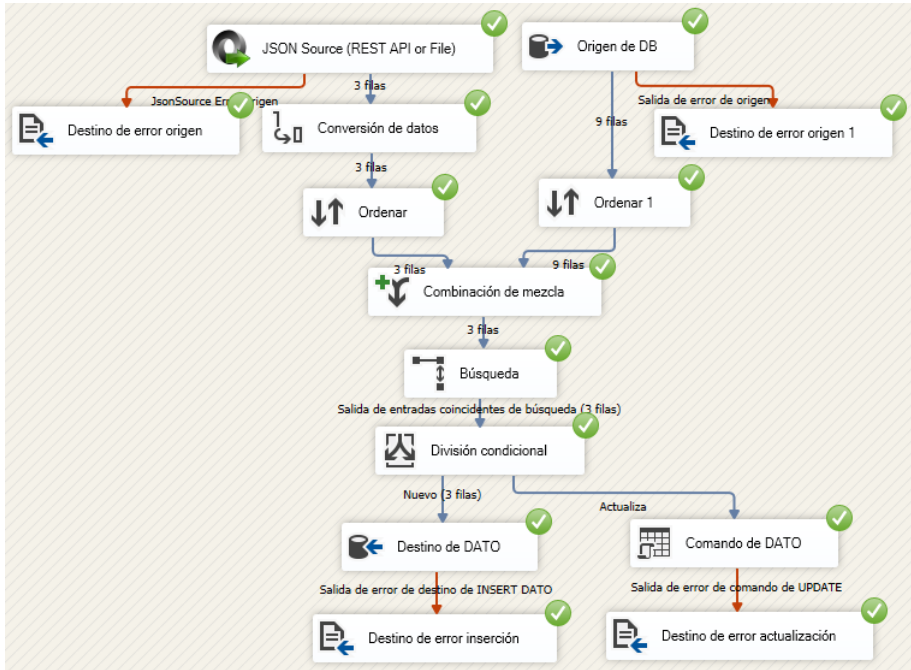 JSON Source (REST API or File)
Origen de DB
3 filas
JsonSource Error origen
Salida de error de origen
Destino de error origen
Conversión de datos
9 filas
Destino de error origen 1
3 filas
Ordenar
Ordenar 1
3 filas
9 filas
Combinación de mezcla
3 filas
Búsqueda
Salida de entradas coincidentes de búsqueda (3 filas)
División condicional
Nuevo (3 filas)
Actualiza
Destino de DATO
Comando de DATO
Salida de error de destino de INSERT DATO
Salida de error de comando de UPDATE
Destino de error inserción
Destino de error actualización